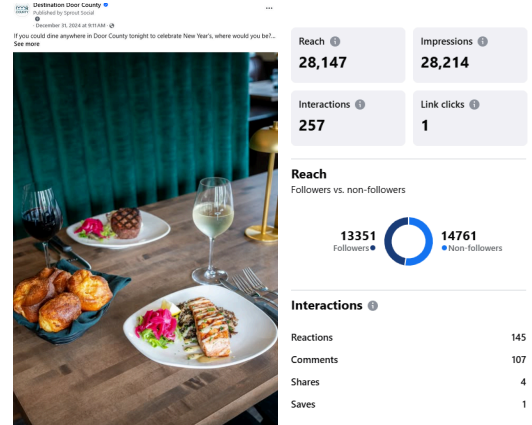 Destination Door County
Published by Sprout Social
· December 31, 2024 at 9:11 AM ·
If you could dine anywhere in Door County tonight to celebrate New Year's, where would you be?...
See more
Reach
28,147
Impressions
28,214
Interactions
257
Link clicks
1
Reach
Followers vs. non-followers
13351
Followers
14761
Non-followers
Interactions
Reactions 145
Comments 107
Shares 4
Saves 1